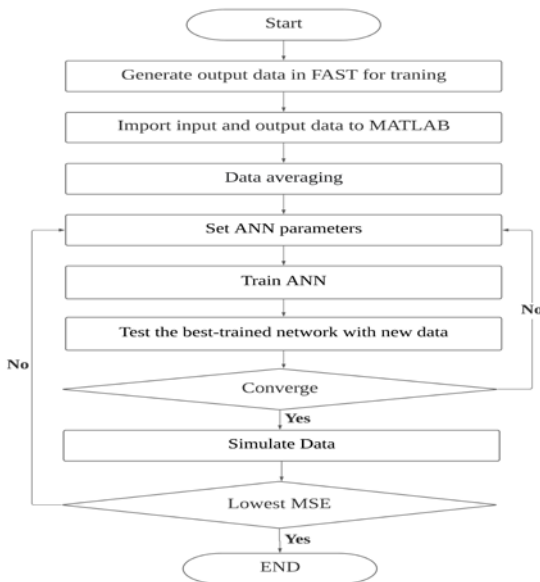 Start
Generate output data in FAST for traning
Import input and output data to MATLAB
Data averaging
Set ANN parameters
Train ANN
No
Test the best-trained network with new data
No
Converge
Yes
Simulate Data
Lowest MSE
Yes
END